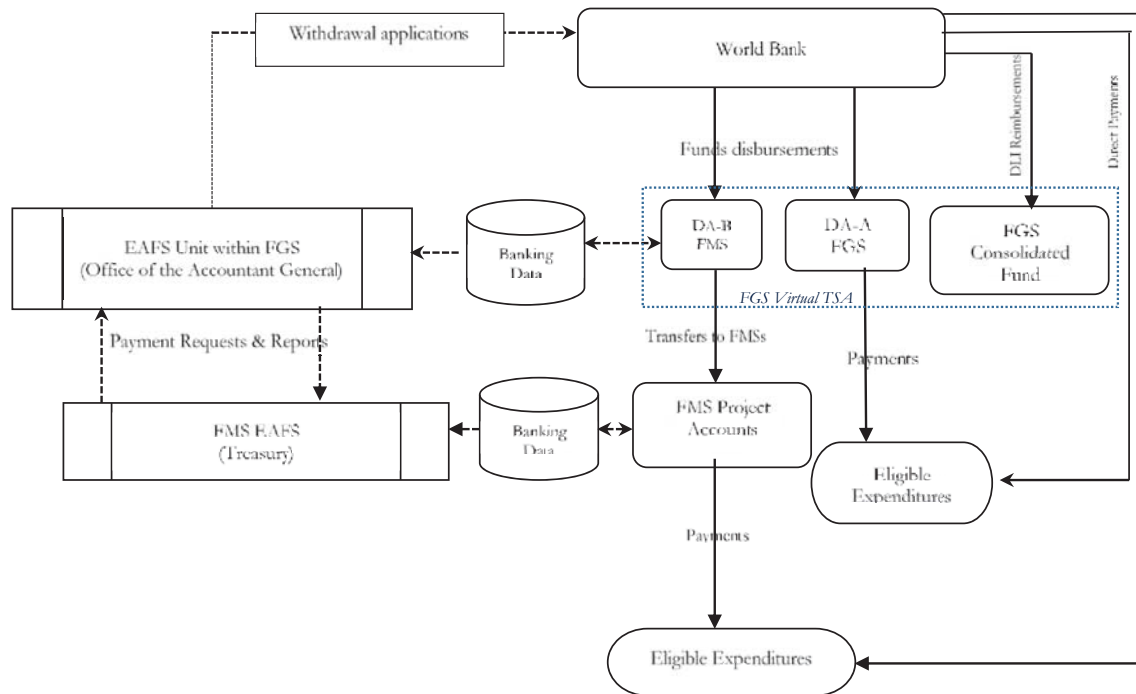 Withdrawal applications
World Bank
Funds disbursements
DLI Reimbursements
Direct Payments
EAFS Unit within FGS
(Office of the Accountant General)
Banking
Data
DA-B
FMS
DA-A
FGS
FGS
Consolidated
Fund
FGS Virtual TSA
Payment Requests & Reports
Transfers to FMSs
Payments
FMS EAFS
(Treasury)
Banking
Data
FMS Project
Accounts
Eligible
Expenditures
Payments
Eligible Expenditures